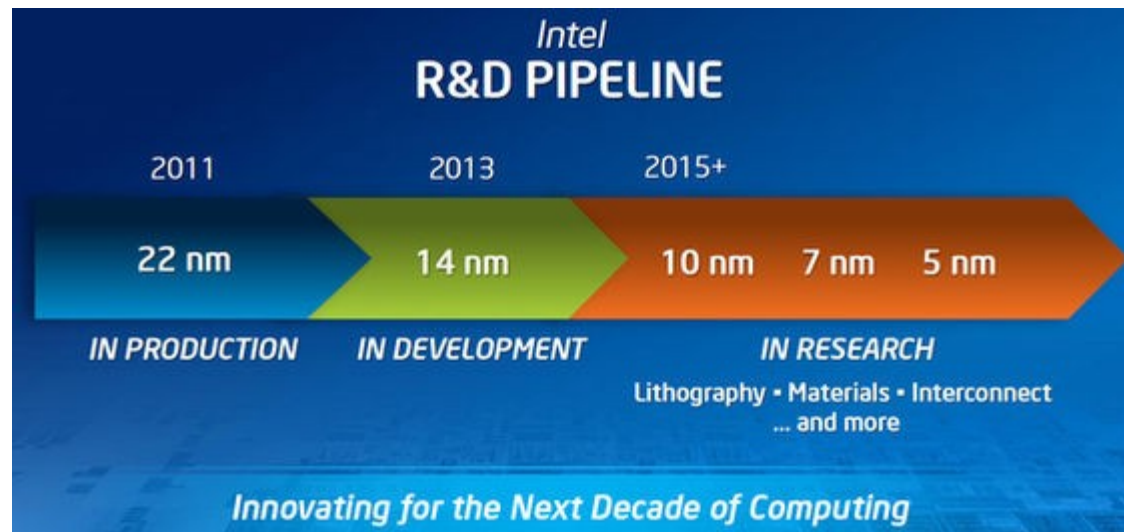 Intel
R&D PIPELINE
2011 2013 2015+
22 nm 14 nm 10 nm 7 nm 5 nm
IN PRODUCTION IN DEVELOPMENT IN RESEARCH
Lithography • Materials • Interconnect
... and more
Innovating for the Next Decade of Computing